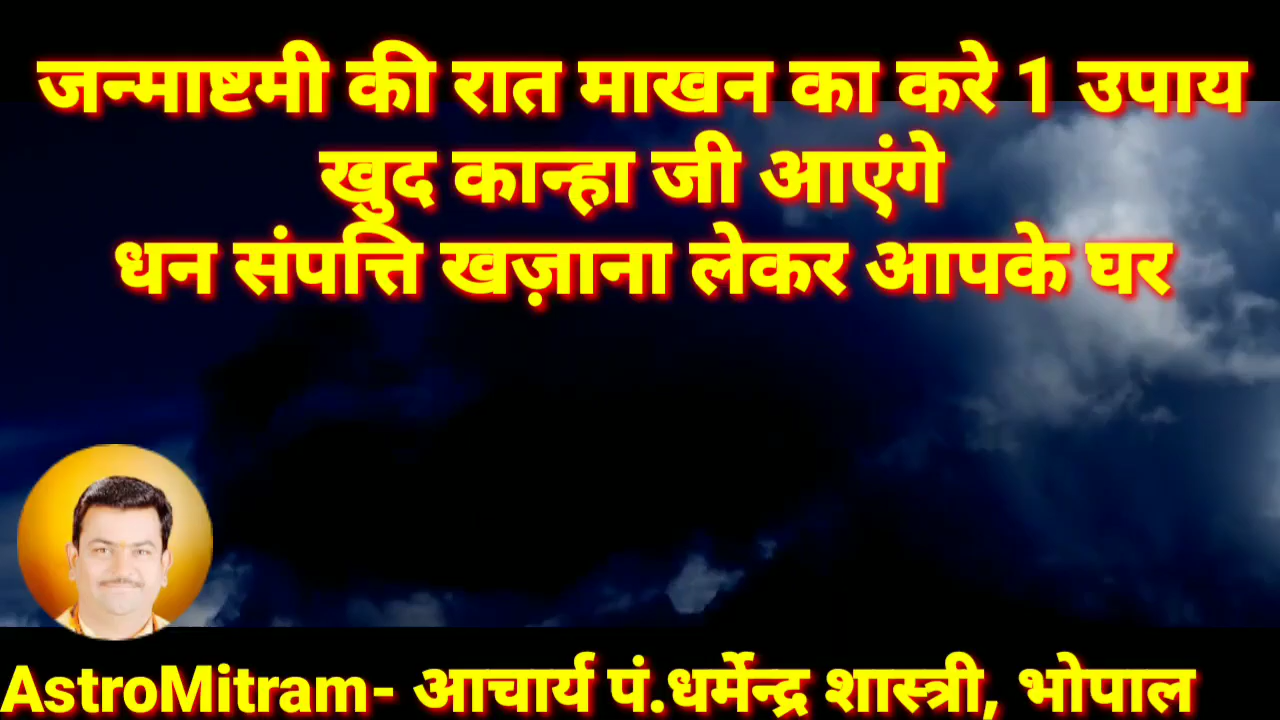 जन्माष्टमी की रात माखन का करे 1 उपाय
खुद कान्हा जी आएंगे
धन संपत्ति खज़ाना लेकर आपके घर
AstroMitram- आचार्य पं.धर्मेन्द्र शास्त्री, भोपाल